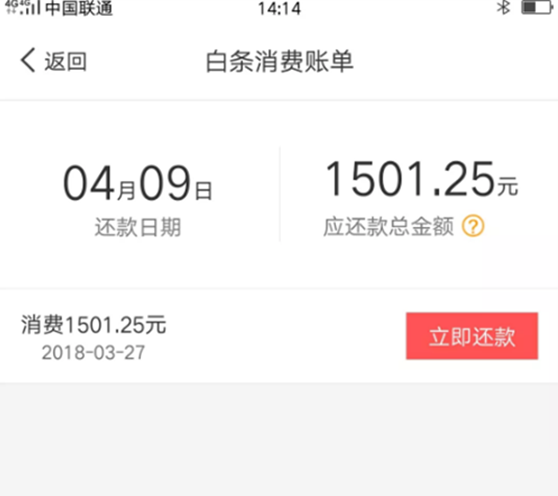 4G 4G 中国联通 14:14
返回 白条消费账单
04月09日 1501.25元
还款日期 应还款总金额 ?
消费1501.25元 立即还款
2018-03-27